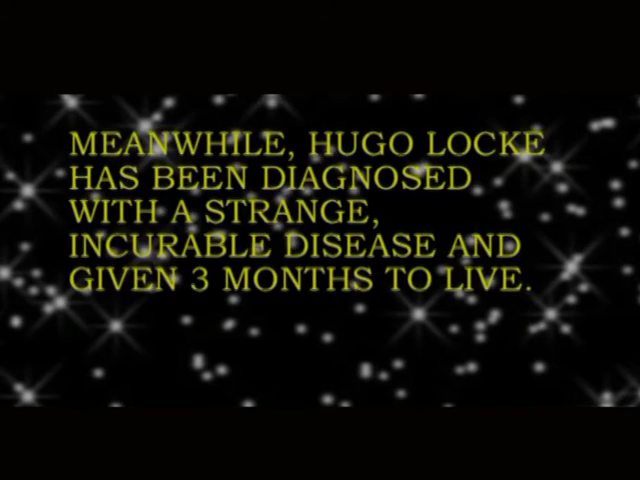 MEANWHILE, HUGO LOCKE
HAS BEEN DIAGNOSED
WITH A STRANGE,
INCURABLE DISEASE AND
GIVEN 3 MONTHS TO LIVE.